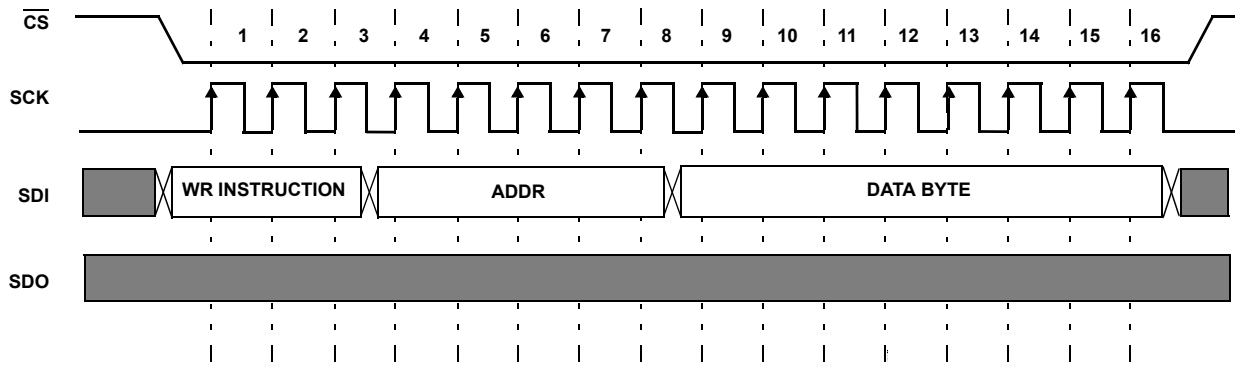 CS
1 2 3 4 5 6 7 8 9 10 11 12 13 14 15 16
SCK
SDI WR INSTRUCTION ADDR DATA BYTE
SDO